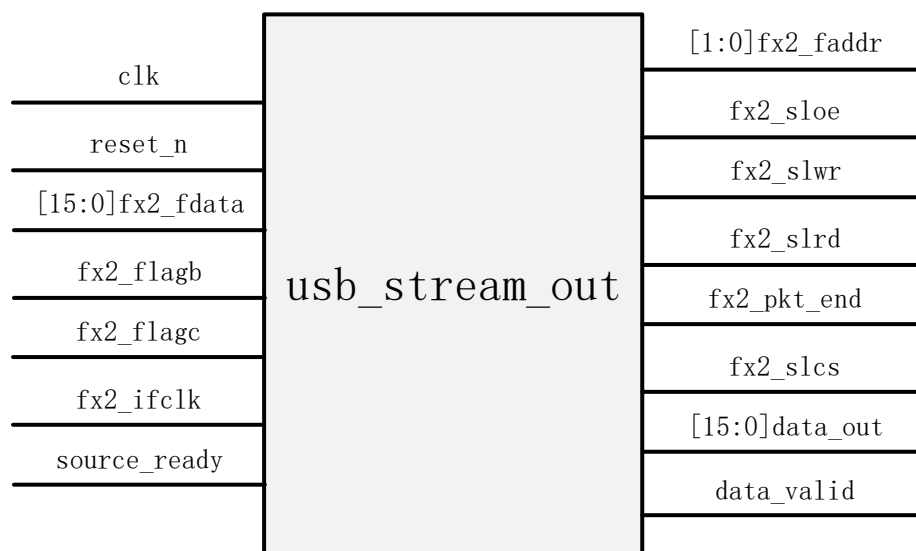 clk
reset_n
[15:0]fx2_fdata
fx2_flagb
fx2_flagc
fx2_ifclk
source_ready
usb_stream_out
[1:0]fx2_faddr
fx2_sloe
fx2_slwr
fx2_slrd
fx2_pkt_end
fx2_slcs
[15:0]data_out
data_valid